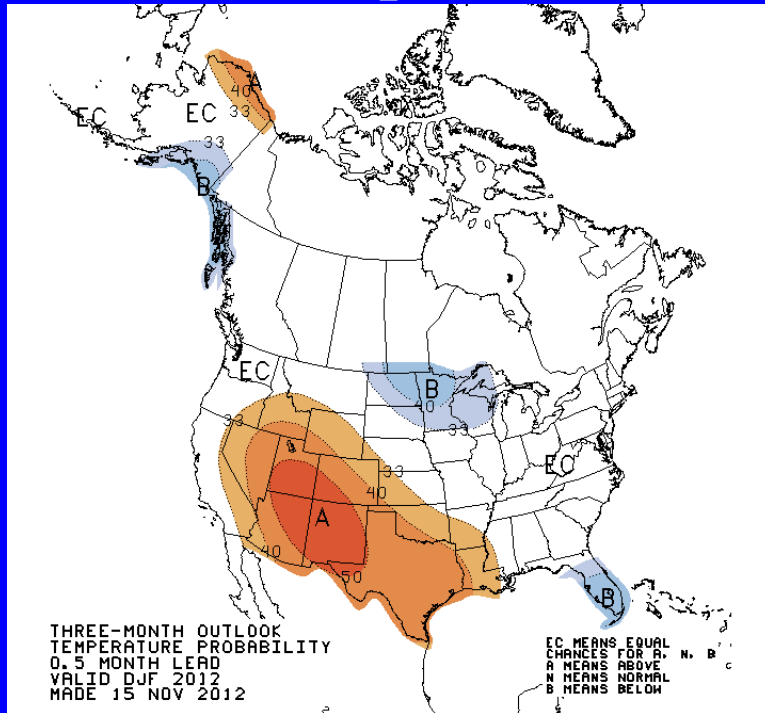 A
40
33
EC
EC
33
B
EC
B
40
33
33
EC
33
40
A
40
50
B
THREE-MONTH OUTLOOK
TEMPERATURE PROBABILITY
0.5 MONTH LEAD
VALID DJF 2012
MADE 15 NOV 2012
EC MEANS EQUAL
CHANCES FOR A, N, B
A MEANS ABOVE
N MEANS NORMAL
B MEANS BELOW